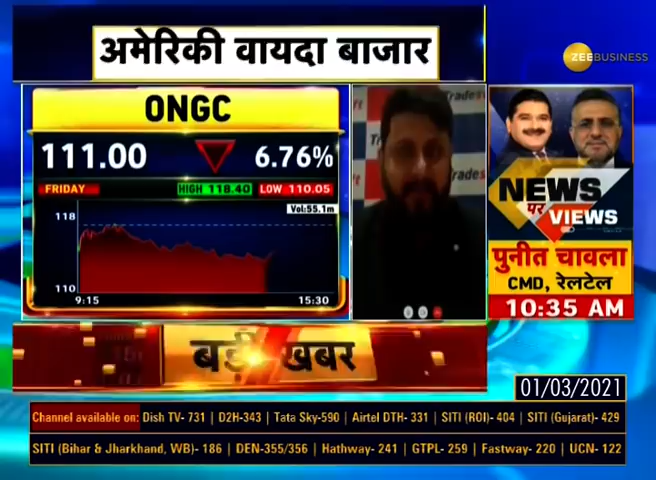 अमेरिकी वायदा बाजार
ZEE BUSINESS
ONGC
111.00 6.76%
FRIDAY HIGH 118.40 LOW 110.05
Vol:55.1m
118
110
9:15 15:30
Trades
NEWS
पर
VIEWS
पुनीत चावला
CMD, रेलटेल
10:35 AM
बड़ी खबर
01/03/2021
Channel available on: Dish TV- 731 | D2H-343 | Tata Sky-590 | Airtel DTH- 331 | SITI (ROI)- 404 | SITI (Gujarat)- 429
SITI (Bihar & Jharkhand, WB)- 186 | DEN-355/356 | Hathway- 241 | GTPL- 259 | Fastway- 220 | UCN- 122